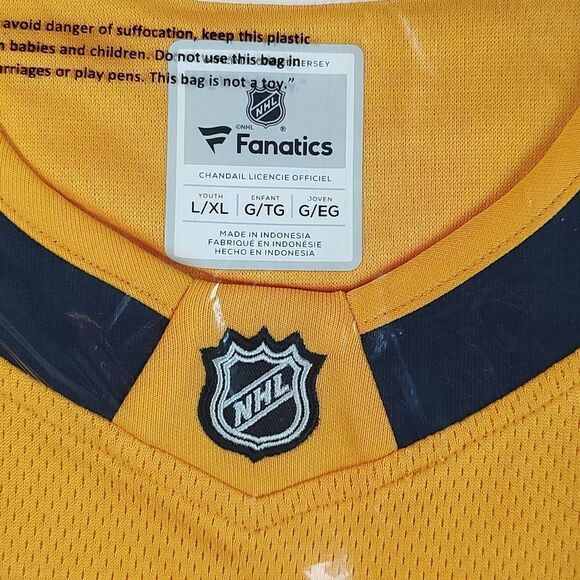 avoid danger of suffocation, keep this plastic
babies and children. Do not use this bag in
or play pens. This bag is not a toy."
JERSEY
NHL
©NHL ®
Fanatics
CHANDAIL LICENCIE OFFICIEL
YOUTH ENFANT JOVEN
L/XL G/TG G/EG
MADE IN INDONESIA
FABRIQUÉ EN INDONÉSIE
HECHO EN INDONESIA
NHL